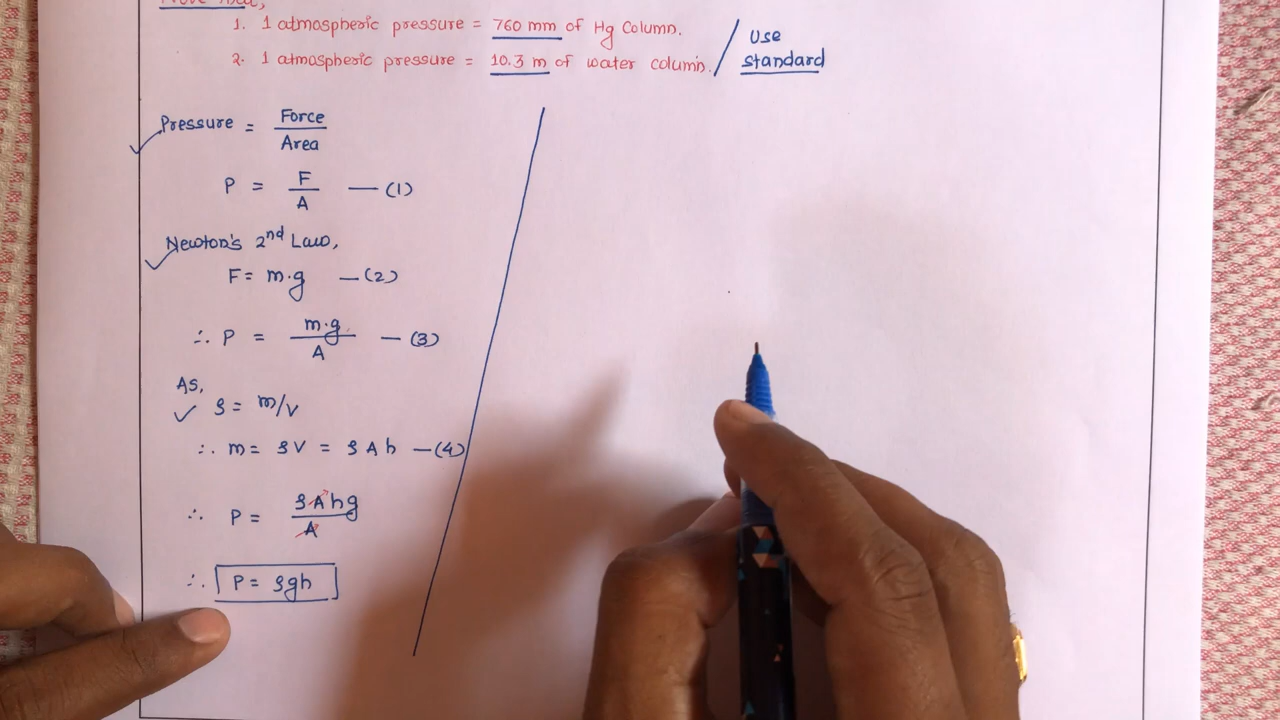 1. 1 atmospheric pressure = 760 mm of Hg Column.
2. 1 atmospheric pressure = 10.3 m of water column.
Use
standard
Pressure = Force / Area
P = F / A — (1)
Newton's 2nd Law,
F = m·g — (2)
∴ P = m·g / A — (3)
As,
ρ = m/v
∴ m = ρV = ρAh — (4)
∴ P = ρAhg / A
∴ P = ρgh